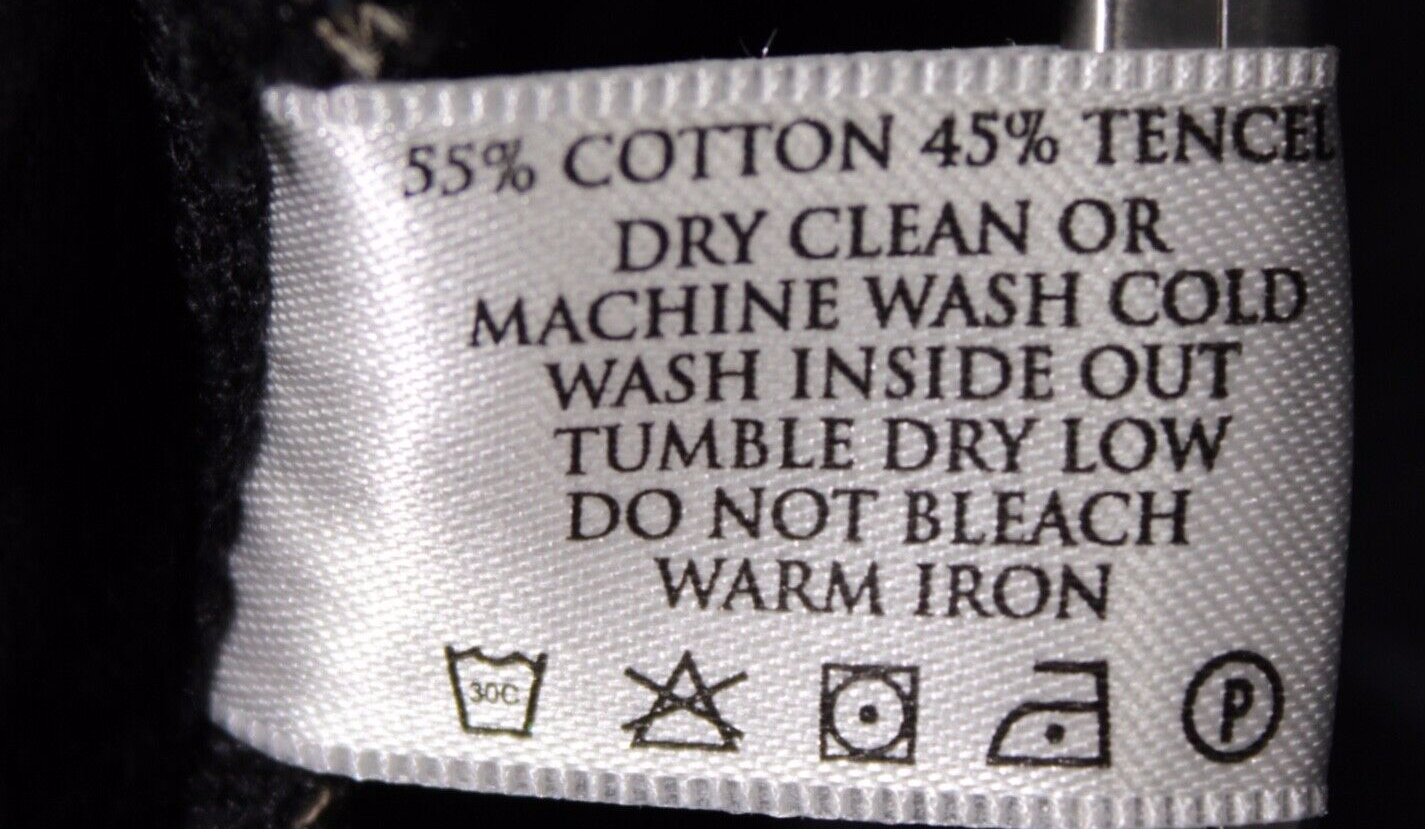 55% COTTON 45% TENCEL
DRY CLEAN OR
MACHINE WASH COLD
WASH INSIDE OUT
TUMBLE DRY LOW
DO NOT BLEACH
WARM IRON
30C P